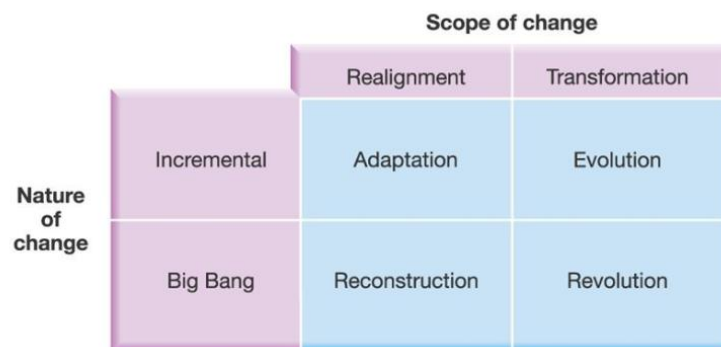 Scope of change
Realignment
Transformation
Incremental
Adaptation
Evolution
Nature
of
change
Big Bang
Reconstruction
Revolution